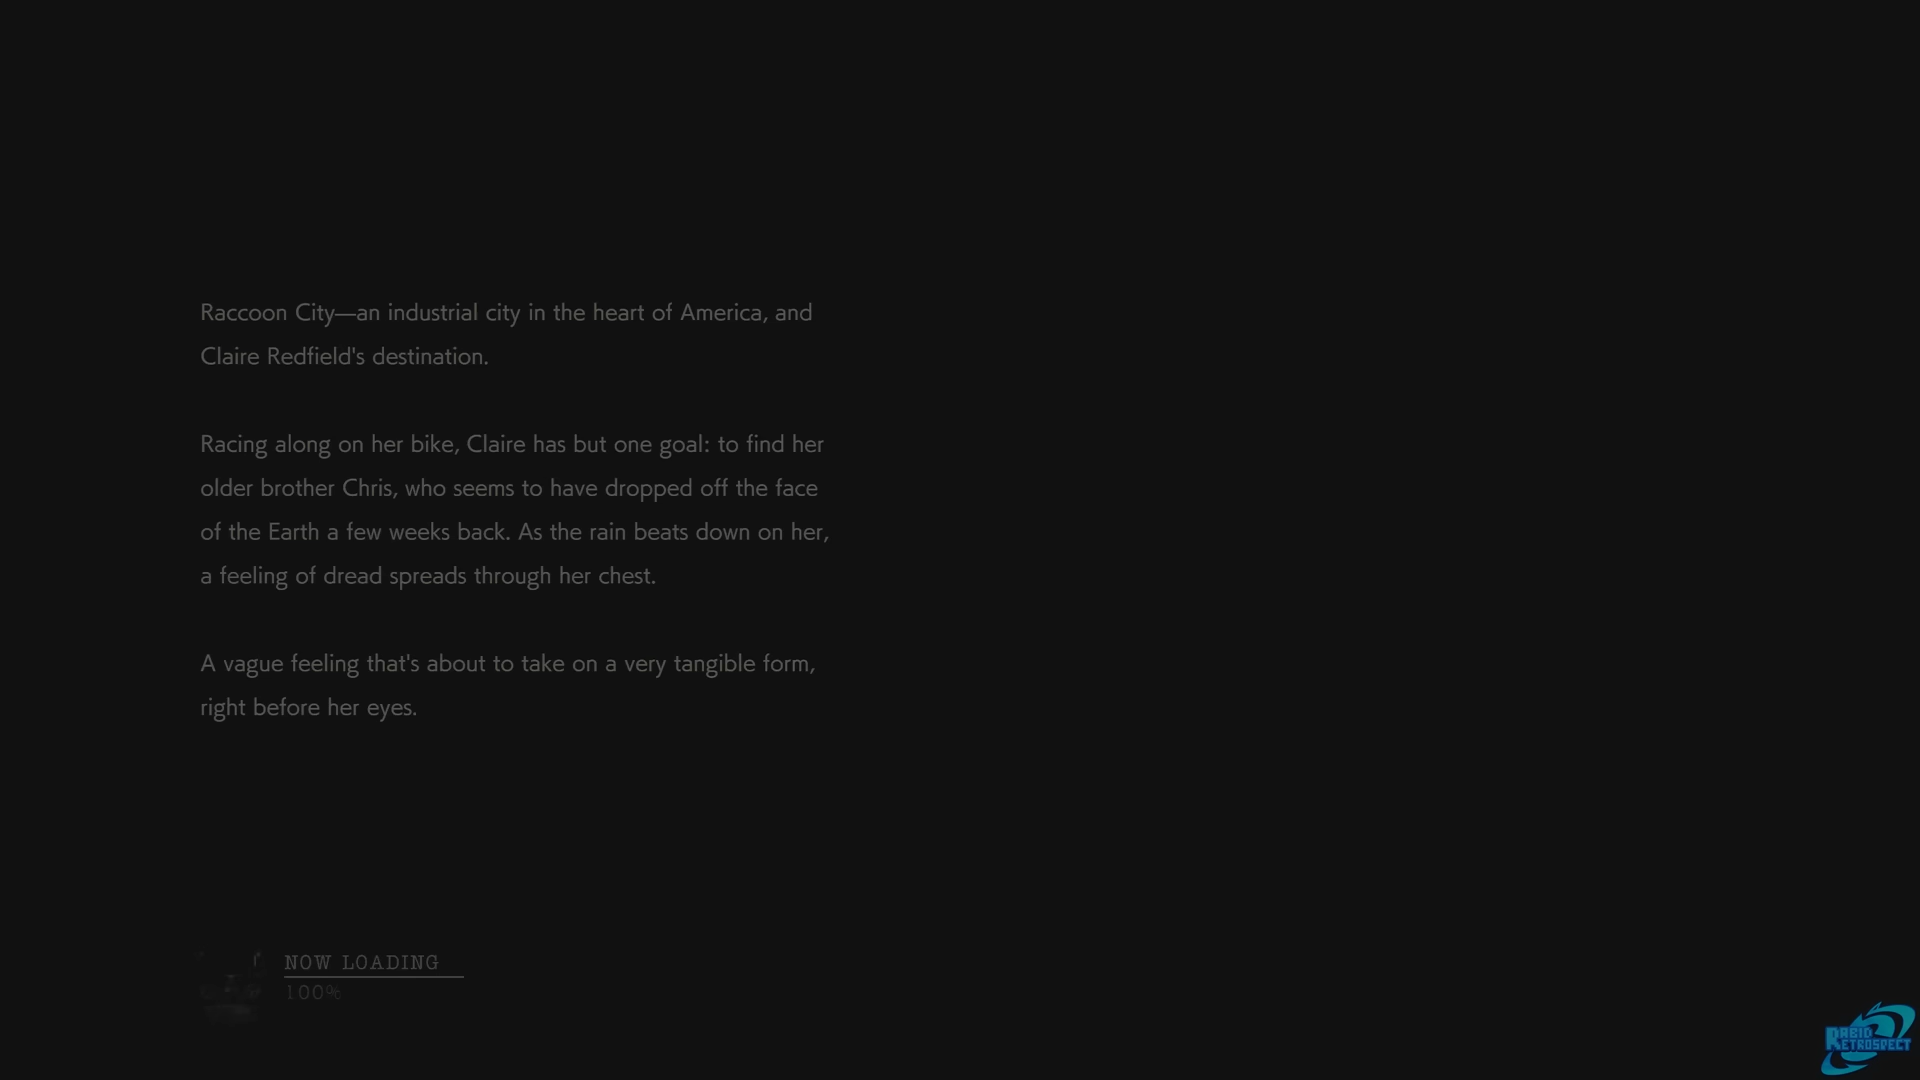 Raccoon City—an industrial city in the heart of America, and
Claire Redfield's destination.
Racing along on her bike, Claire has but one goal: to find her
older brother Chris, who seems to have dropped off the face
of the Earth a few weeks back. As the rain beats down on her,
a feeling of dread spreads through her chest.
A vague feeling that's about to take on a very tangible form,
right before her eyes.
NOW LOADING
100%
RABID
RETROSPECT